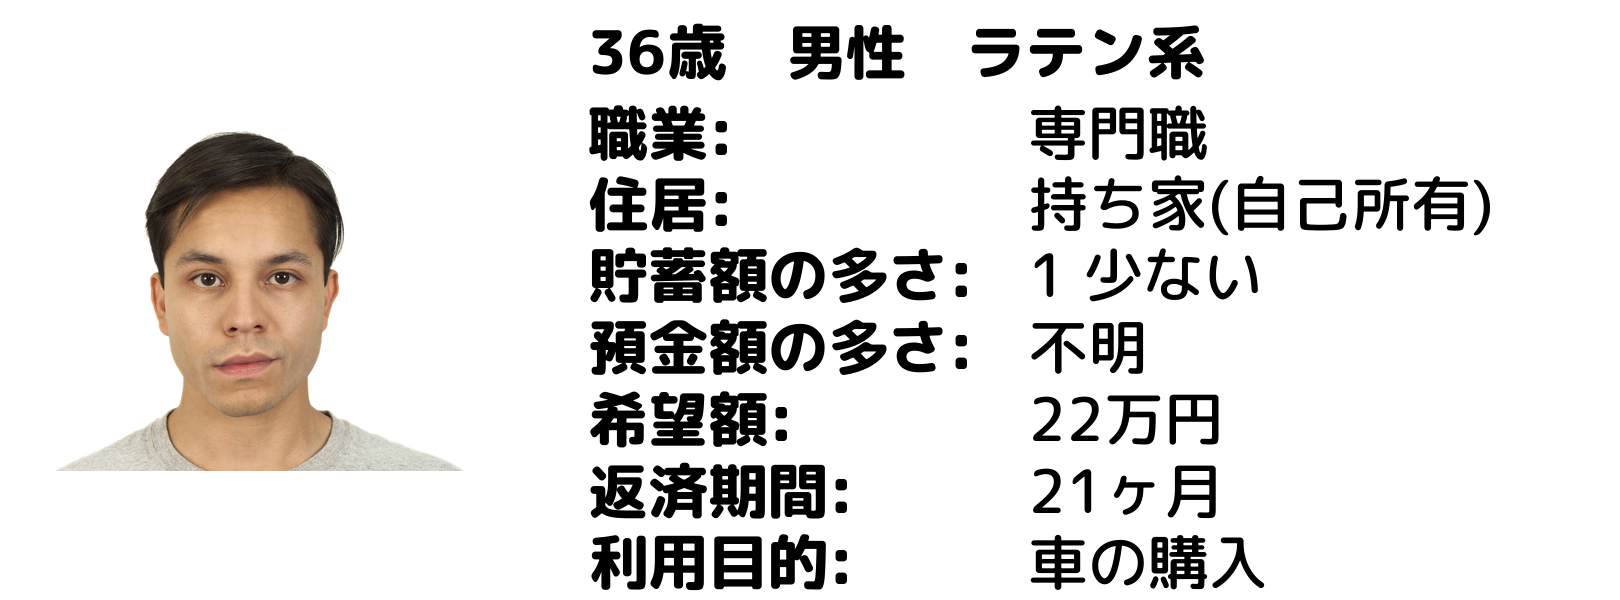 36歳　男性　ラテン系
職業: 専門職
住居: 持ち家(自己所有)
貯蓄額の多さ: 1 少ない
預金額の多さ: 不明
希望額: 22万円
返済期間: 21ヶ月
利用目的: 車の購入